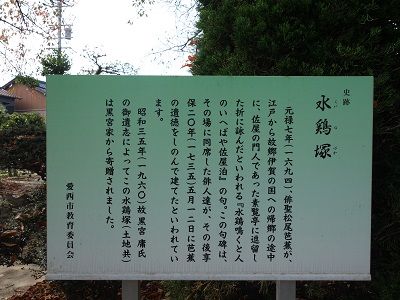 史跡
水鶏塚
元禄七年(一六九四)、俳聖松尾芭蕉が、
江戸から故郷伊賀の国への帰郷の途中
に、佐屋の門人であった素覧亭に逗留し
た折に詠んだといわれる『水鶏鳴くと人
のいへばや佐屋泊』の句。この句碑は、
その場に同席した俳人達が、その後享
保二〇年(一七三五)五月一二日に芭蕉
の遺徳をしのんで建てたといわれてい
ます。
昭和三五年(一九六〇)故黒宮庸氏
の御遺志によってこの水鶏塚(土地共)
は黒宮家から寄贈されました。
愛西市教育委員会